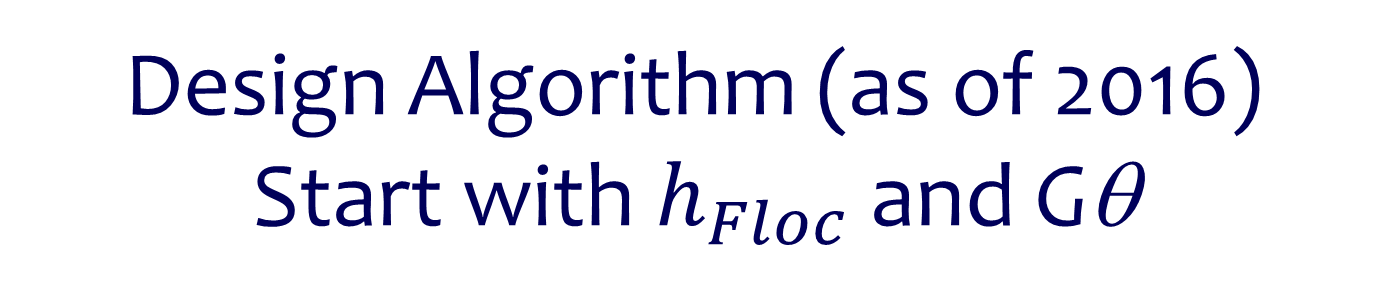 Design Algorithm (as of 2016)
Start with h_Floc and Gθ